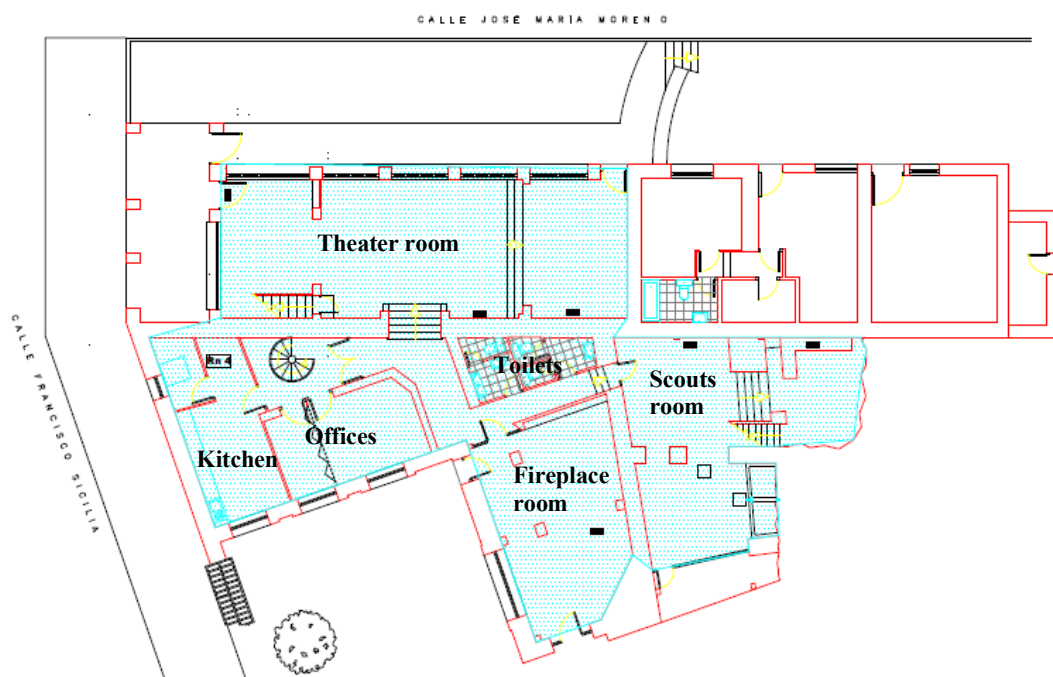 CALLE JOSÉ MARÍA MORENO
Theater room
Toilets
Scouts
room
Offices
Kitchen
Fireplace
room
CALLE FRANCISCO SICILIA